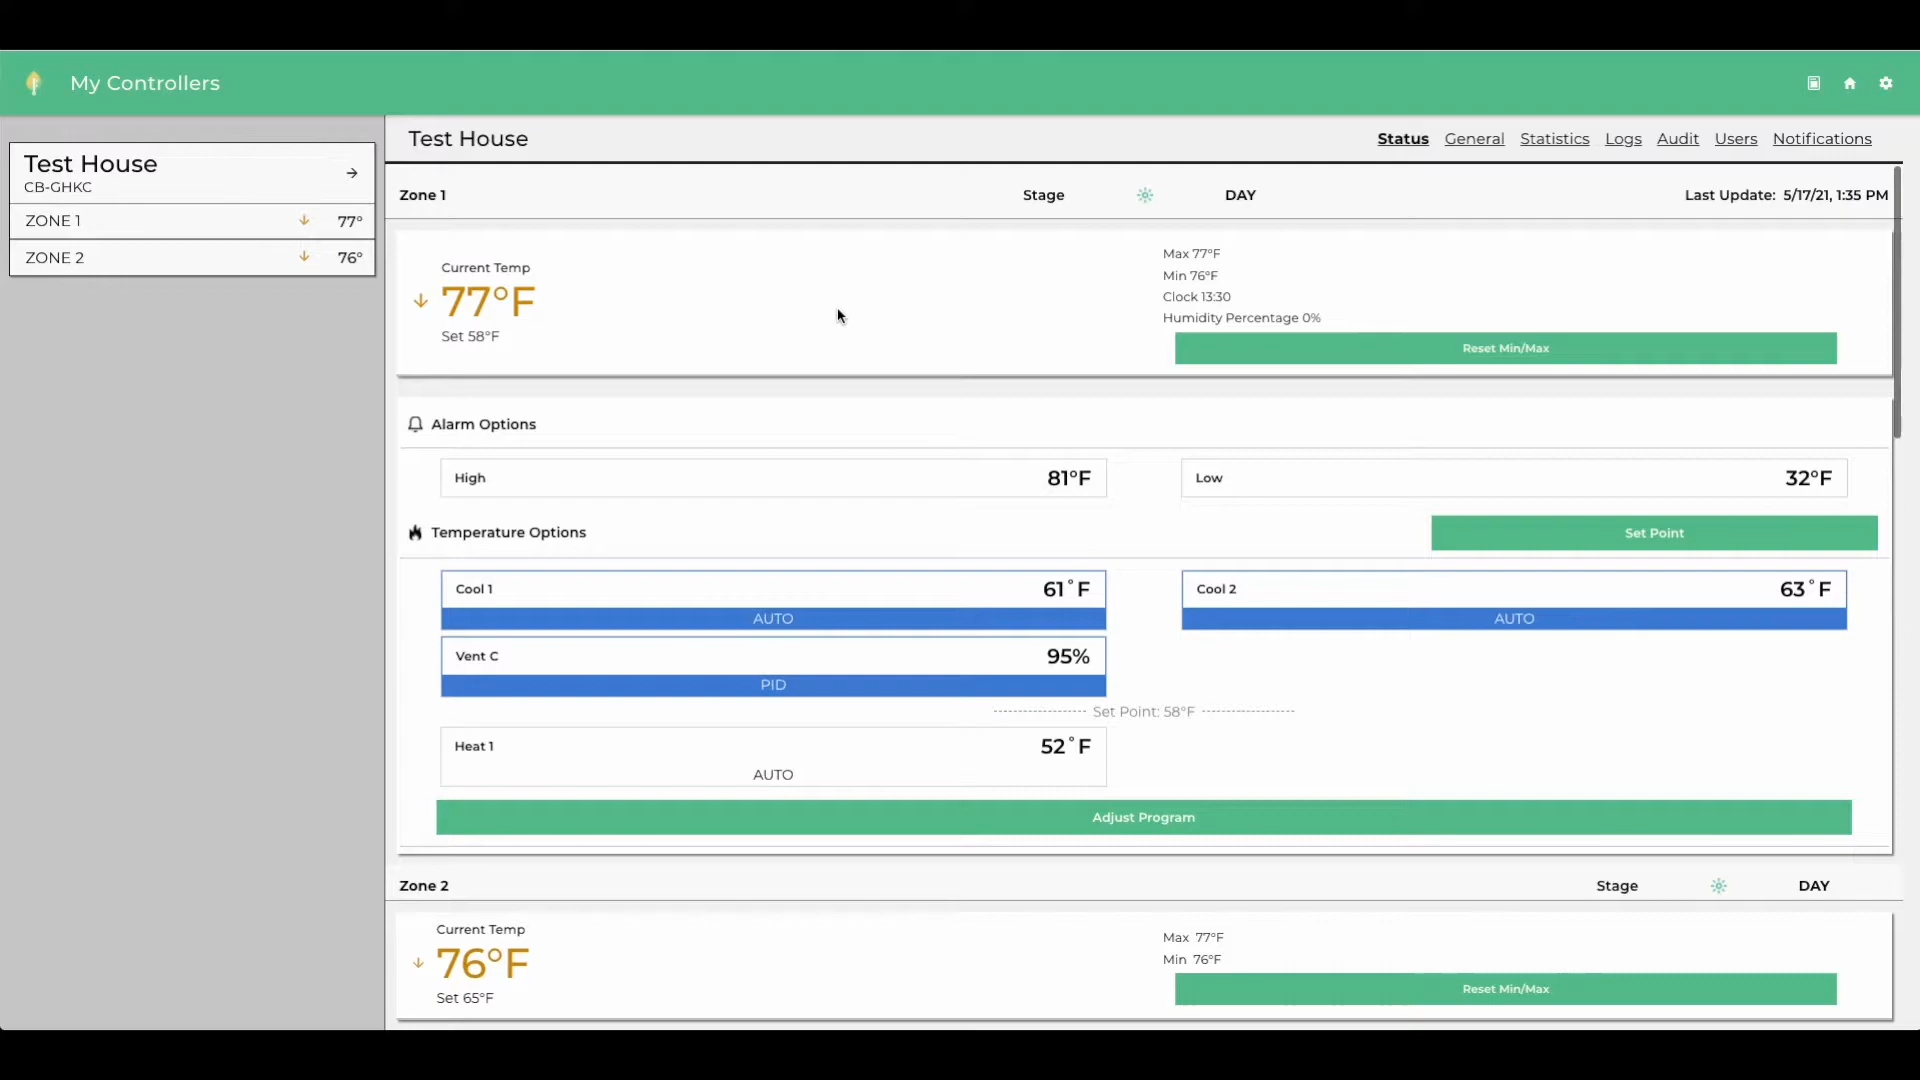 My Controllers
Test House
CB-GHKC
ZONE 1 77°
ZONE 2 76°
Test House
Status General Statistics Logs Audit Users Notifications
Zone 1 Stage DAY Last Update: 5/17/21, 1:35 PM
Current Temp
77°F
Set 58°F
Max 77°F
Min 76°F
Clock 13:30
Humidity Percentage 0%
Reset Min/Max
Alarm Options
High 81°F
Low 32°F
Temperature Options
Set Point
Cool 1 61°F
AUTO
Cool 2 63°F
AUTO
Vent C 95%
PID
Set Point: 58°F
Heat 1 52°F
AUTO
Adjust Program
Zone 2 Stage DAY
Current Temp
76°F
Set 65°F
Max 77°F
Min 76°F
Reset Min/Max